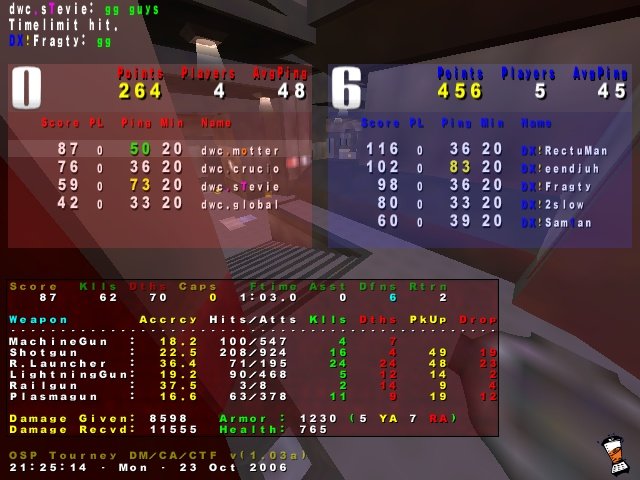 dwc.sTevie: gg guys
Timelimit hit.
DX!Fragty: gg
0 Points Players AvgPing
264 4 48
6 Points Players AvgPing
456 5 45
Score PL Ping Min Name
87 0 50 20 dwc.motter
76 0 36 20 dwc.crucio
59 0 73 20 dwc.sTevie
42 0 33 20 dwc.global
Score PL Ping Min Name
116 0 36 20 DX!RectuMan
102 0 83 20 DX!eendiuh
98 0 36 20 DX!Fragty
80 0 33 20 DX!2slow
60 0 39 20 DX!Sam1an
Score Klls Dths Caps Ftime Asst Dfns Rtrn
87 62 70 0 1:03.0 0 6 2
Weapon Accrcy Hits/Atts Klls Dths PkUp Drop
MachineGun : 18.2 100/547 4 7
Shotgun : 22.5 208/924 16 4 49 19
R.Launcher : 36.4 71/195 24 24 48 23
LightningGun: 19.2 90/468 5 12 14 2
Railgun : 37.5 3/8 2 14 9 4
Plasmagun : 16.6 63/378 11 9 19 12
Damage Given: 8598 Armor : 1230 (5 YA 7 RA)
Damage Recvd: 11555 Health: 765
OSP Tourney DM/CA/CTF v(1.03a)
21:25:14 - Mon - 23 Oct 2006